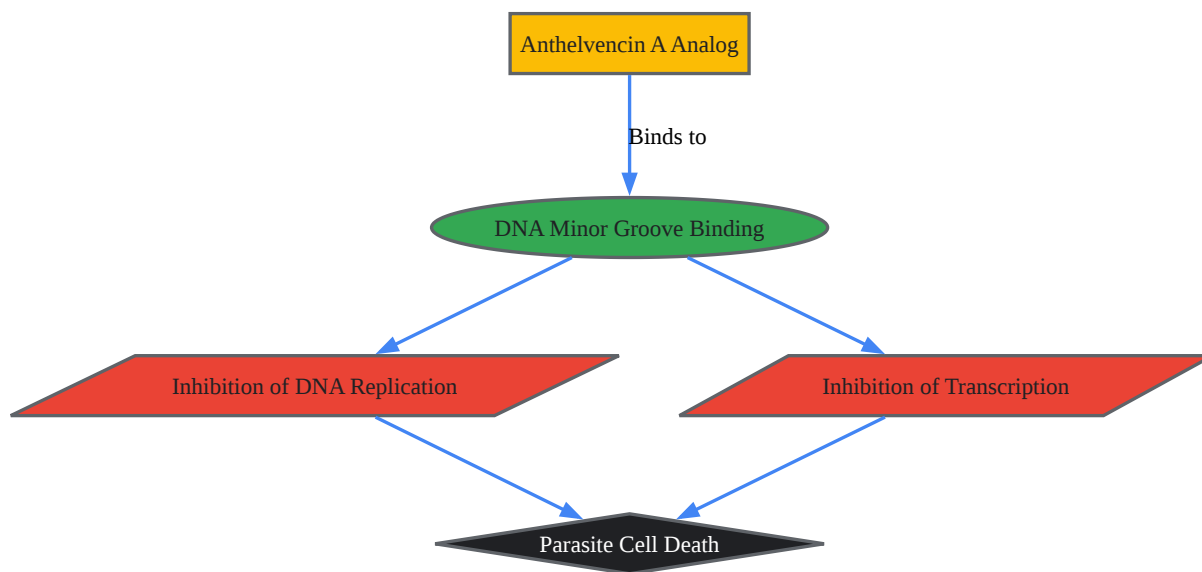 Anthelvencin A Analog
Binds to
DNA Minor Groove Binding
Inhibition of DNA Replication
Inhibition of Transcription
Parasite Cell Death